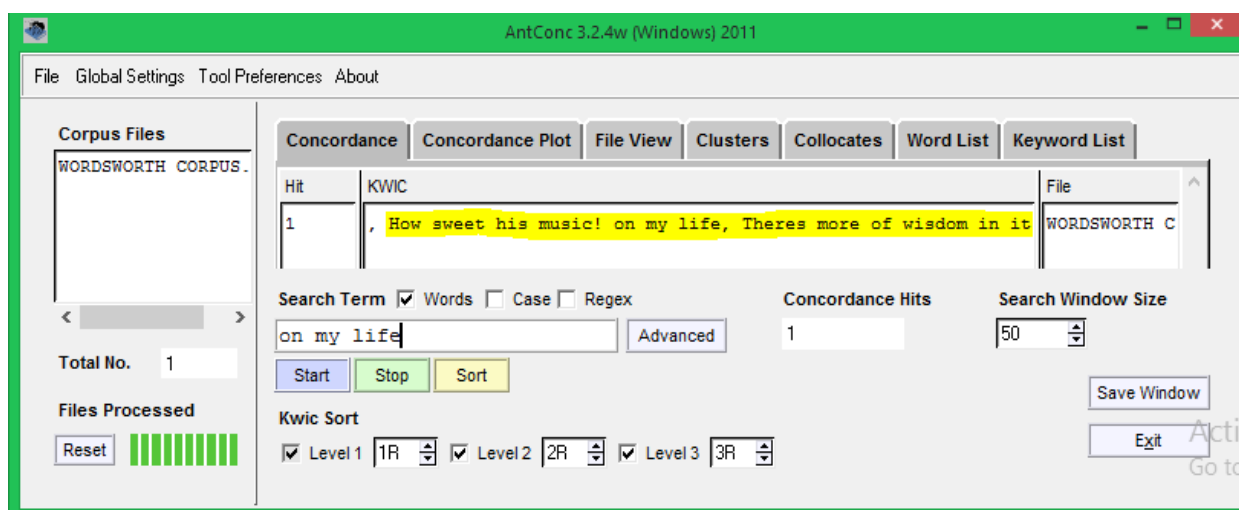 AntConc 3.2.4w (Windows) 2011
File Global Settings Tool Preferences About
Corpus Files
WORDSWORTH CORPUS.
Total No. 1
Files Processed
Reset
Concordance Concordance Plot File View Clusters Collocates Word List Keyword List
Hit KWIC File
1 , How sweet his music! on my life, Theres more of wisdom in it WORDSWORTH C
Search Term Words Case Regex Concordance Hits Search Window Size
on my life Advanced 1 50
Start Stop Sort
Save Window
Kwic Sort
Exit
Level 1 1R Level 2 2R Level 3 3R
Acti
Go to